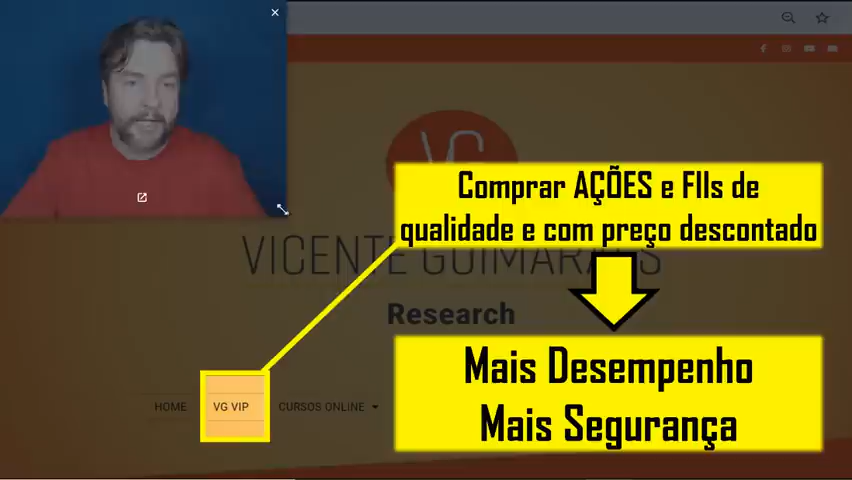 VG
Comprar AÇÕES e FIIs de
qualidade e com preço descontado
VICENTE GUIMARÃES
Research
Mais Desempenho
Mais Segurança
HOME VG VIP CURSOS ONLINE